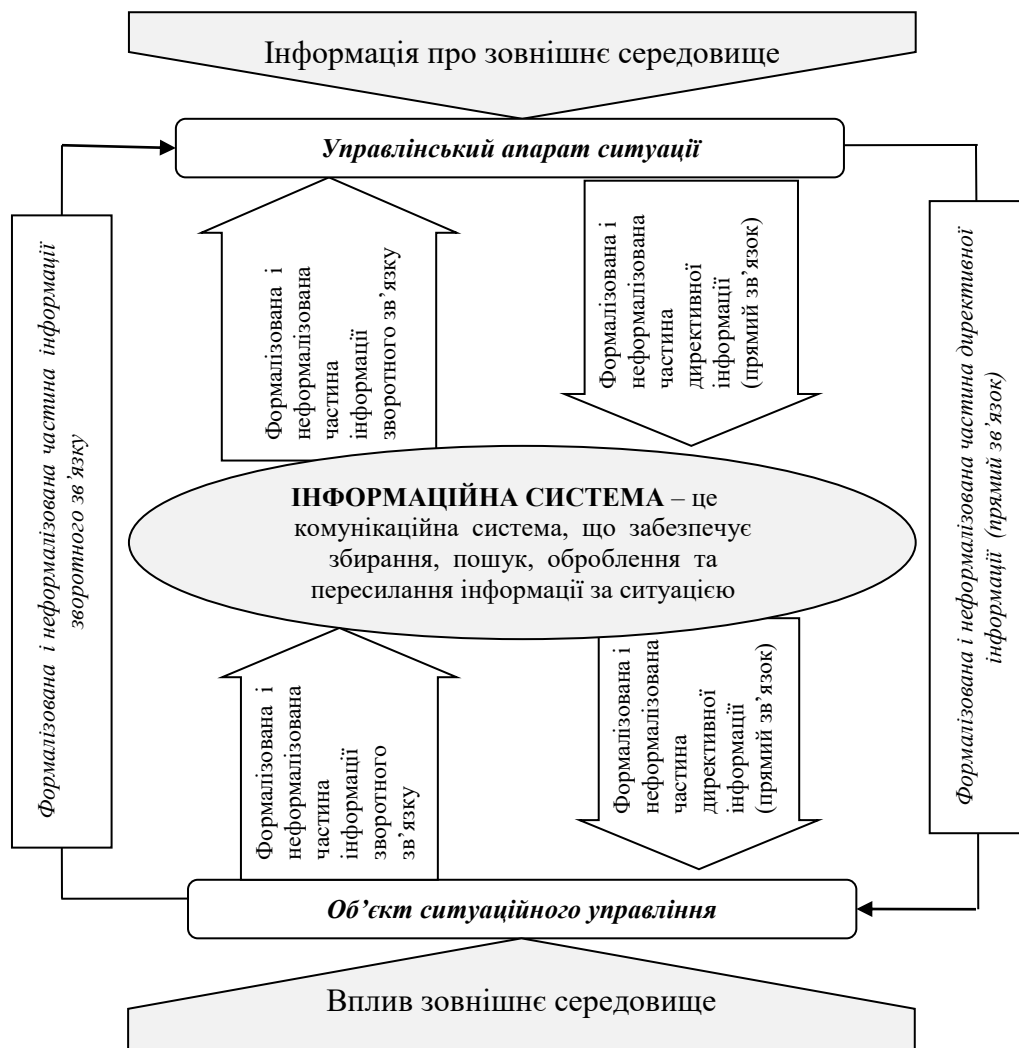 Інформація про зовнішнє середовище
Управлінський апарат ситуації
Формалізована і неформалізована частина інформації
зворотного зв’язку
Формалізована і
неформалізована
частина
інформації
зворотного зв’язку
Формалізована і
неформалізована
частина
директивної
інформації
(прямий зв’язок)
Формалізована і неформалізована частина директивної
інформації (прямий зв’язок)
ІНФОРМАЦІЙНА СИСТЕМА – це
комунікаційна система, що забезпечує
збирання, пошук, оброблення та
пересилання інформації за ситуацією
Формалізована і
неформалізована
частина
інформації
зворотного
зв’язку
Формалізована і
неформалізована
частина
директивної
інформації
(прямий зв’язок)
Об’єкт ситуаційного управління
Вплив зовнішнє середовище